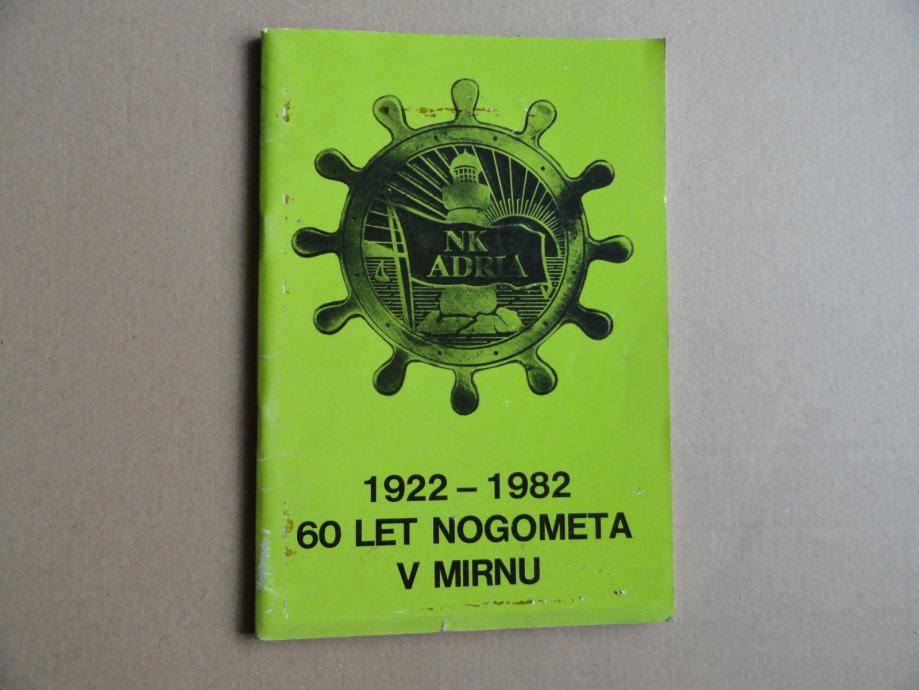 NK
ADRIA
1922 – 1982
60 LET NOGOMETA
V MIRNU